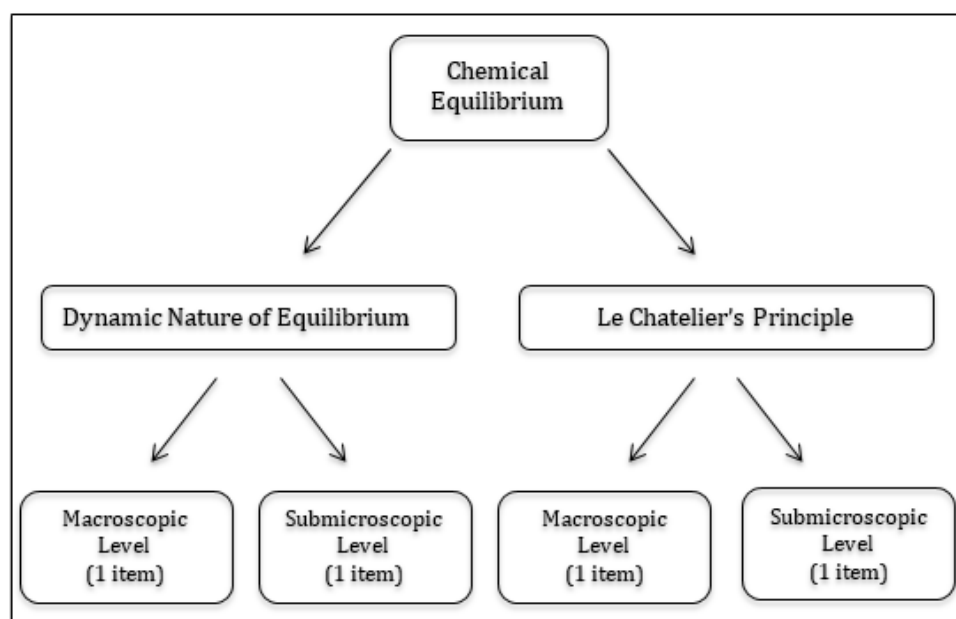 Chemical
Equilibrium
Dynamic Nature of Equilibrium
Le Chatelier's Principle
Macroscopic
Level
(1 item)
Submicroscopic
Level
(1 item)
Macroscopic
Level
(1 item)
Submicroscopic
Level
(1 item)